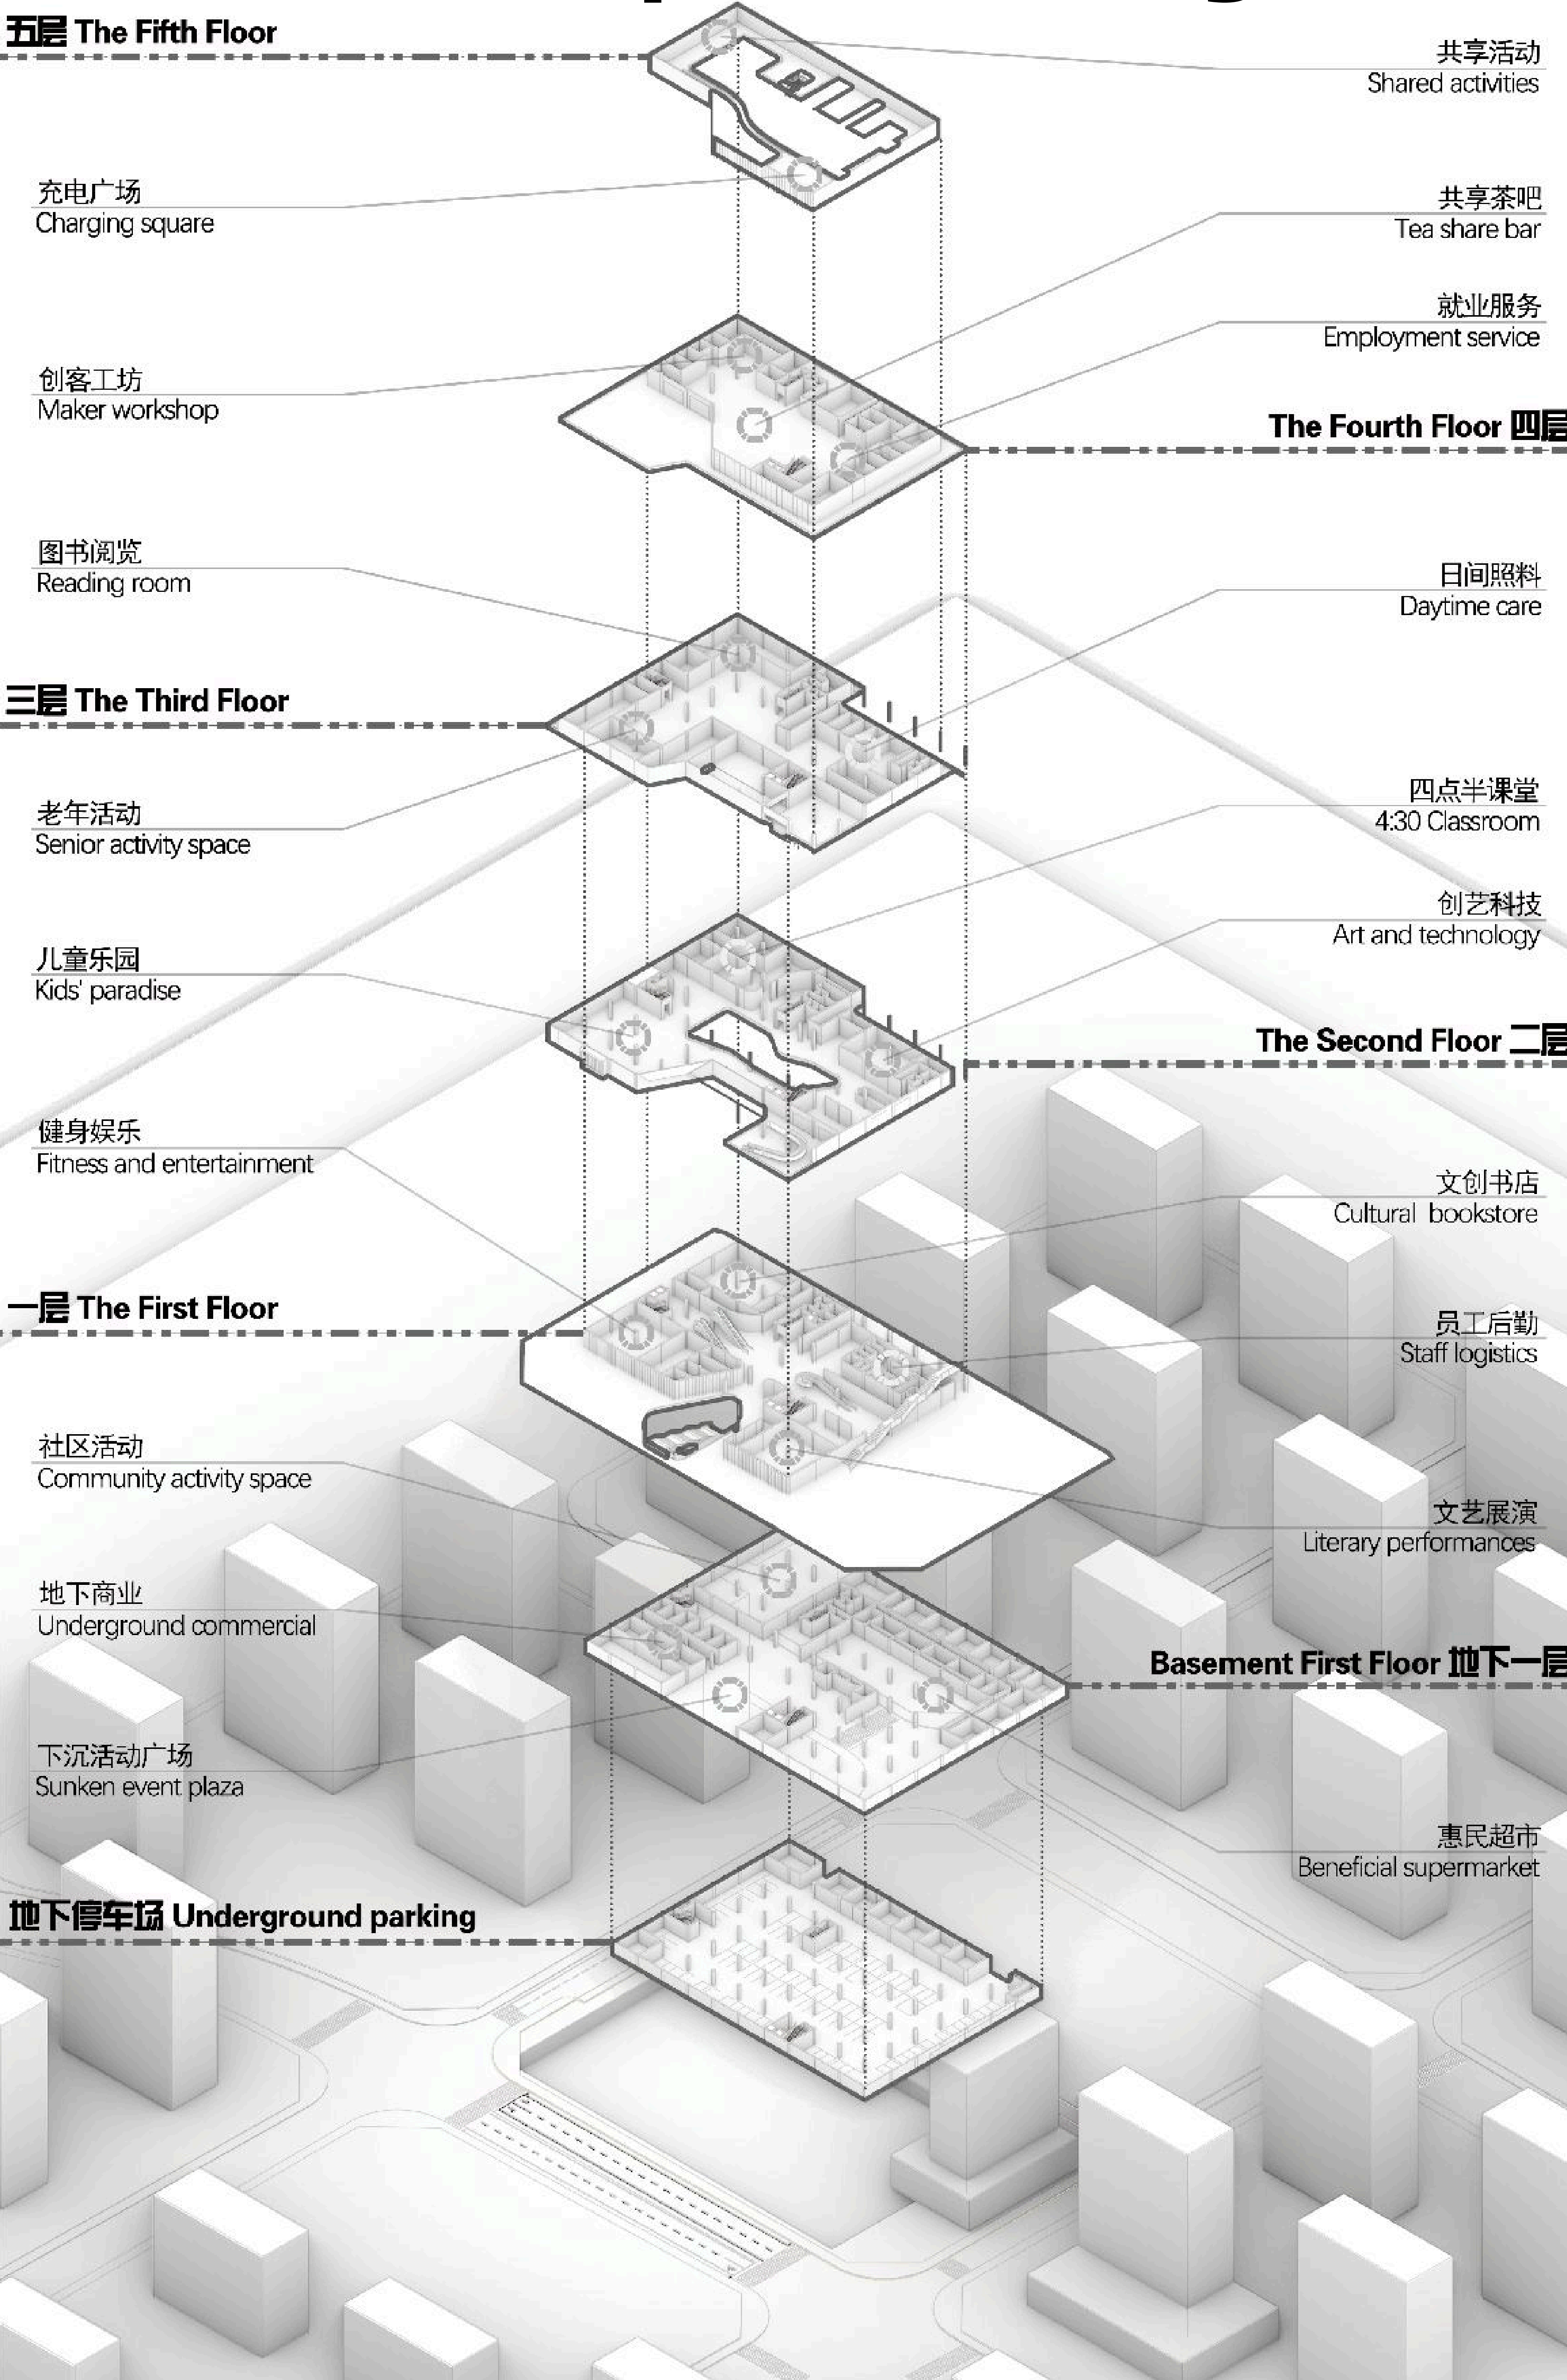 五层 The Fifth Floor
共享活动
Shared activities
充电广场
Charging square
共享茶吧
Tea share bar
就业服务
Employment service
创客工坊
Maker workshop
The Fourth Floor 四层
图书阅览
Reading room
日间照料
Daytime care
三层 The Third Floor
四点半课堂
4:30 Classroom
老年活动
Senior activity space
创艺科技
Art and technology
儿童乐园
Kids' paradise
The Second Floor 二层
健身娱乐
Fitness and entertainment
文创书店
Cultural bookstore
一层 The First Floor
员工后勤
Staff logistics
社区活动
Community activity space
文艺展演
Literary performances
地下商业
Underground commercial
Basement First Floor 地下一层
下沉活动广场
Sunken event plaza
惠民超市
Beneficial supermarket
地下停车场 Underground parking